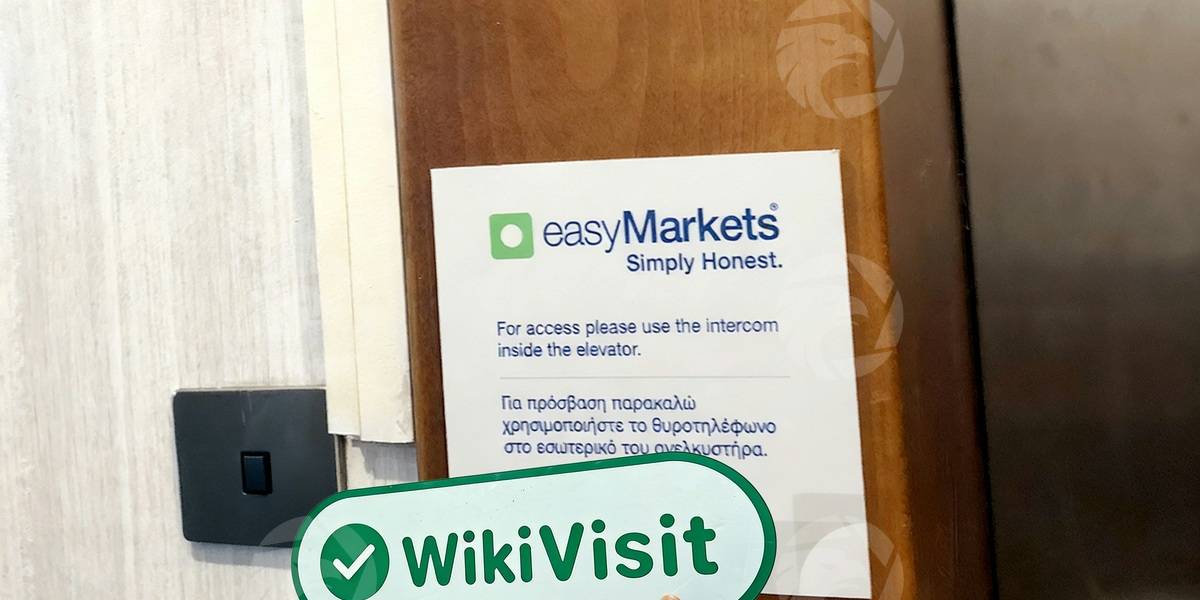 easyMarkets®
Simply Honest.
For access please use the intercom
inside the elevator.
Για πρόσβαση παρακαλώ
χρησιμοποιήστε το θυροτηλέφωνο
στο εσωτερικό του ανελκυστήρα.
WikiVisit